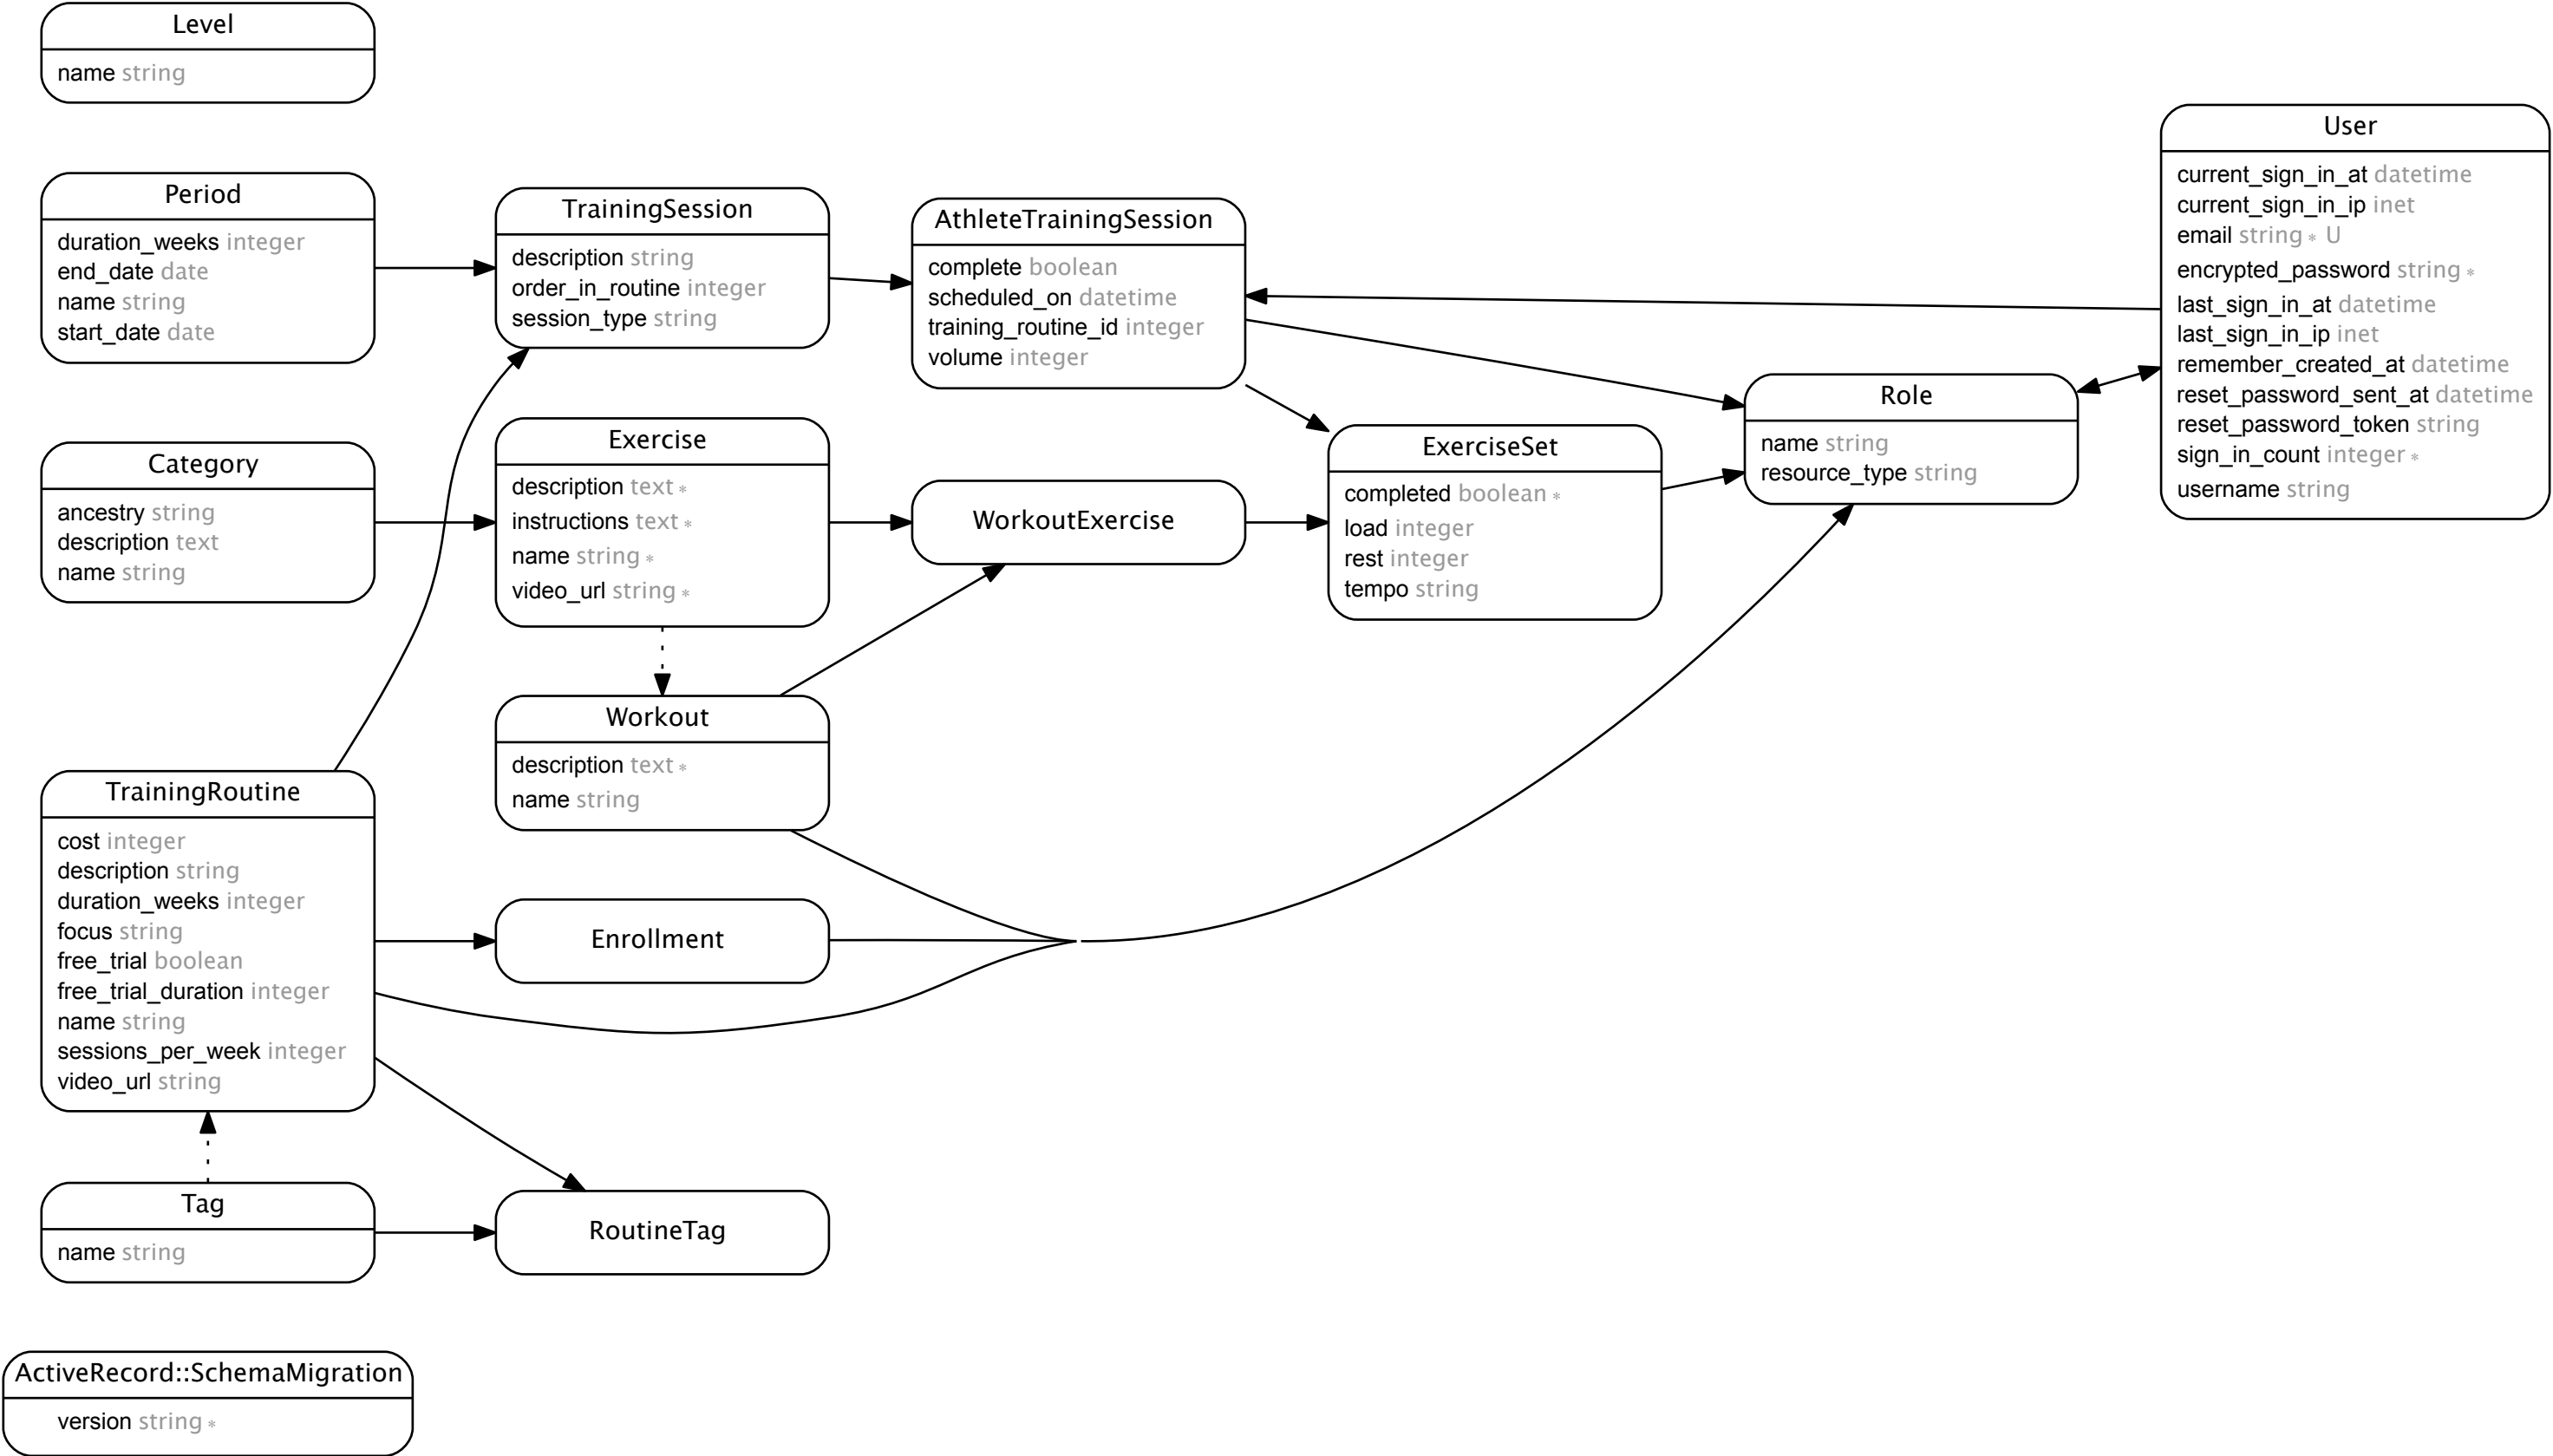 Level
name string
Period
duration_weeks integer
end_date date
name string
start_date date
Category
ancestry string
description text
name string
TrainingRoutine
cost integer
description string
duration_weeks integer
focus string
free_trial boolean
free_trial_duration integer
name string
sessions_per_week integer
video_url string
Tag
name string
ActiveRecord::SchemaMigration
version string *
TrainingSession
description string
order_in_routine integer
session_type string
Exercise
description text *
instructions text *
name string *
video_url string *
Workout
description text *
name string
Enrollment
RoutineTag
AthleteTrainingSession
complete boolean
scheduled_on datetime
training_routine_id integer
volume integer
WorkoutExercise
ExerciseSet
completed boolean *
load integer
rest integer
tempo string
Role
name string
resource_type string
User
current_sign_in_at datetime
current_sign_in_ip inet
email string * U
encrypted_password string *
last_sign_in_at datetime
last_sign_in_ip inet
remember_created_at datetime
reset_password_sent_at datetime
reset_password_token string
sign_in_count integer *
username string